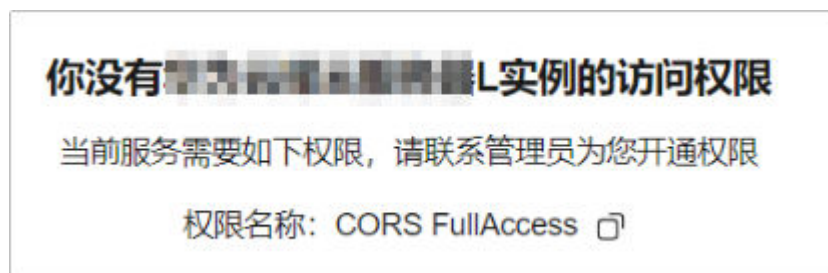 你没有L实例的访问权限
当前服务需要如下权限，请联系管理员为您开通权限
权限名称：CORS FullAccess